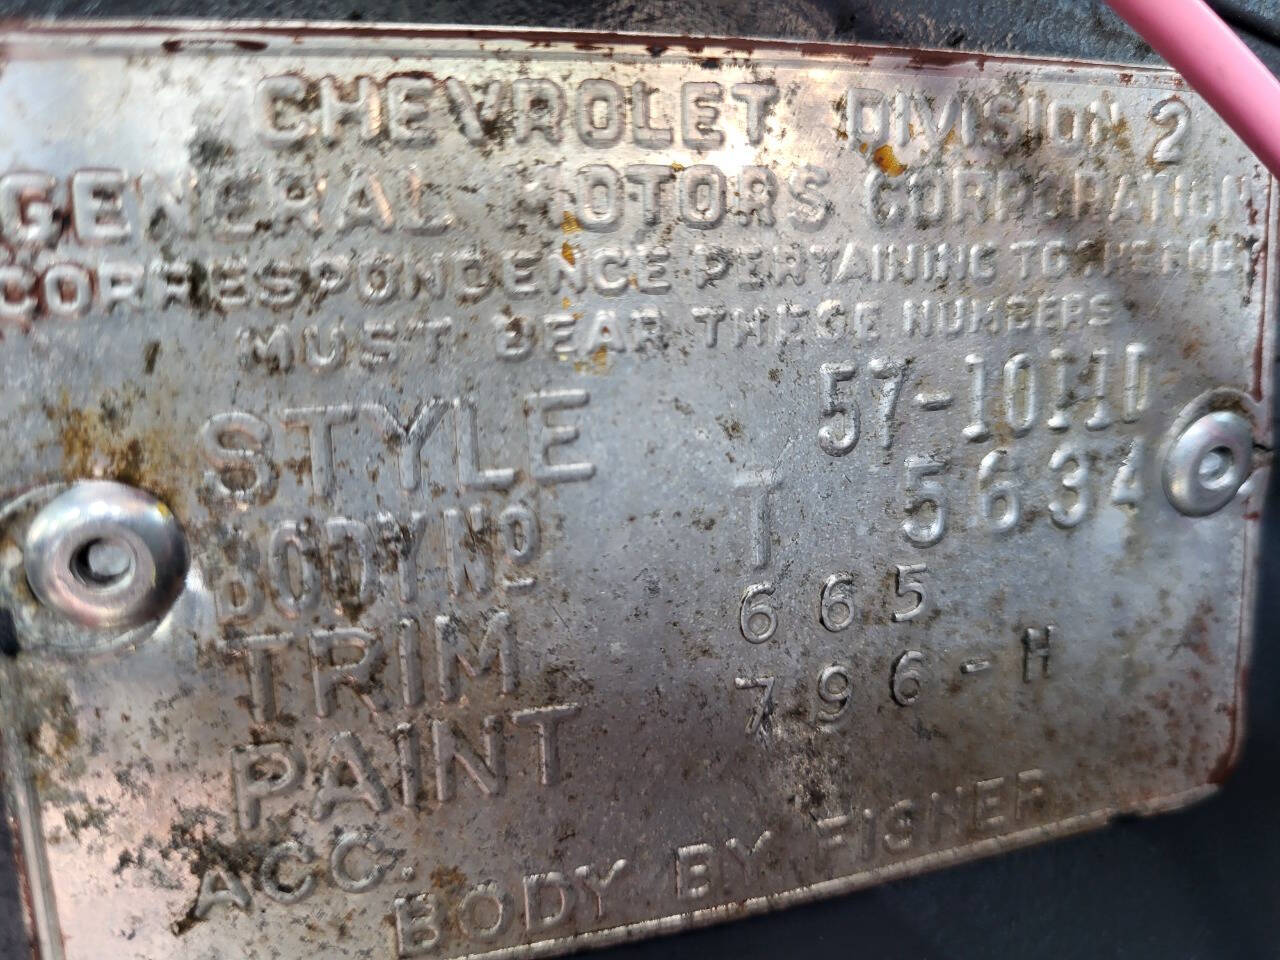 CHEVROLET DIVISION 2
GENERAL MOTORS CORPORATION
CORRESPONDENCE PERTAINING TO THE BODY
MUST BEAR THESE NUMBERS
STYLE 57-1011D
BODY Nº T 5634
TRIM 665
PAINT 796-H
ACC.
BODY BY FISHER